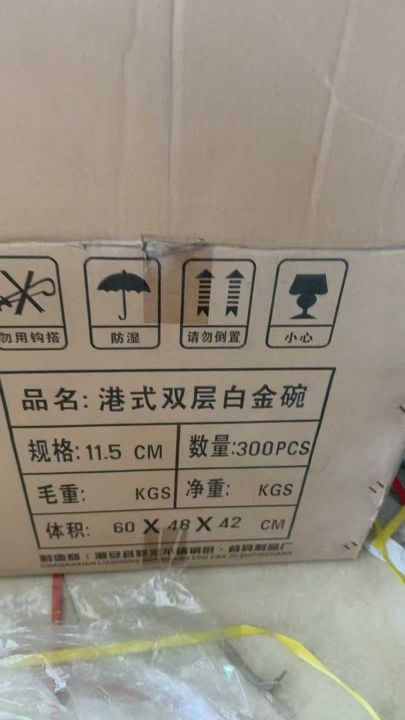 勿用钩搭
防湿
请勿倒置
小心
品名: 港式双层白金碗
规格: 11.5 CM
数量: 300PCS
毛重: KGS
净重: KGS
体积: 60 X 48 X 42 CM